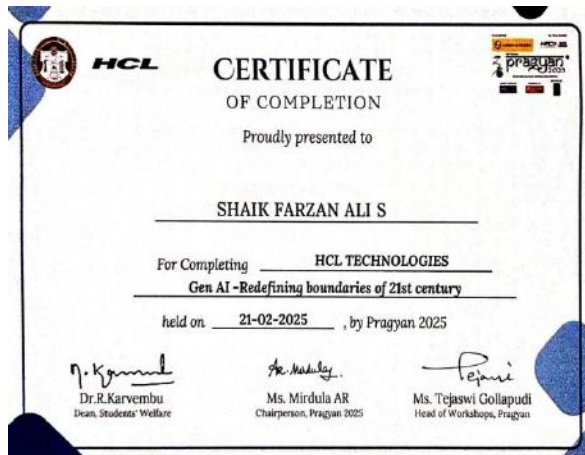 HCL
pragyan
CERTIFICATE
OF COMPLETION
Proudly presented to
SHAIK FARZAN ALI S
For Completing HCL TECHNOLOGIES
Gen AI -Redefining boundaries of 21st century
held on 21-02-2025 , by Pragyan 2025
Dr.R.Karvembu
Dean, Students' Welfare
Ms. Mirdula AR
Chairperson, Pragyan 2025
Ms. Tejaswi Gollapudi
Head of Workshops, Pragyan